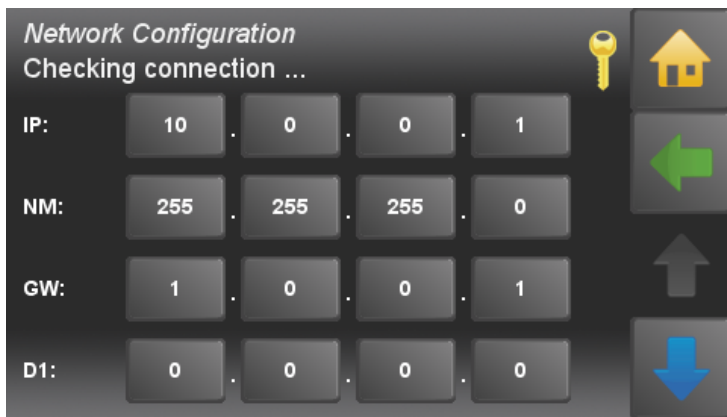 Network Configuration
Checking connection ...
IP: 10 . 0 . 0 . 1
NM: 255 . 255 . 255 . 0
GW: 1 . 0 . 0 . 1
D1: 0 . 0 . 0 . 0